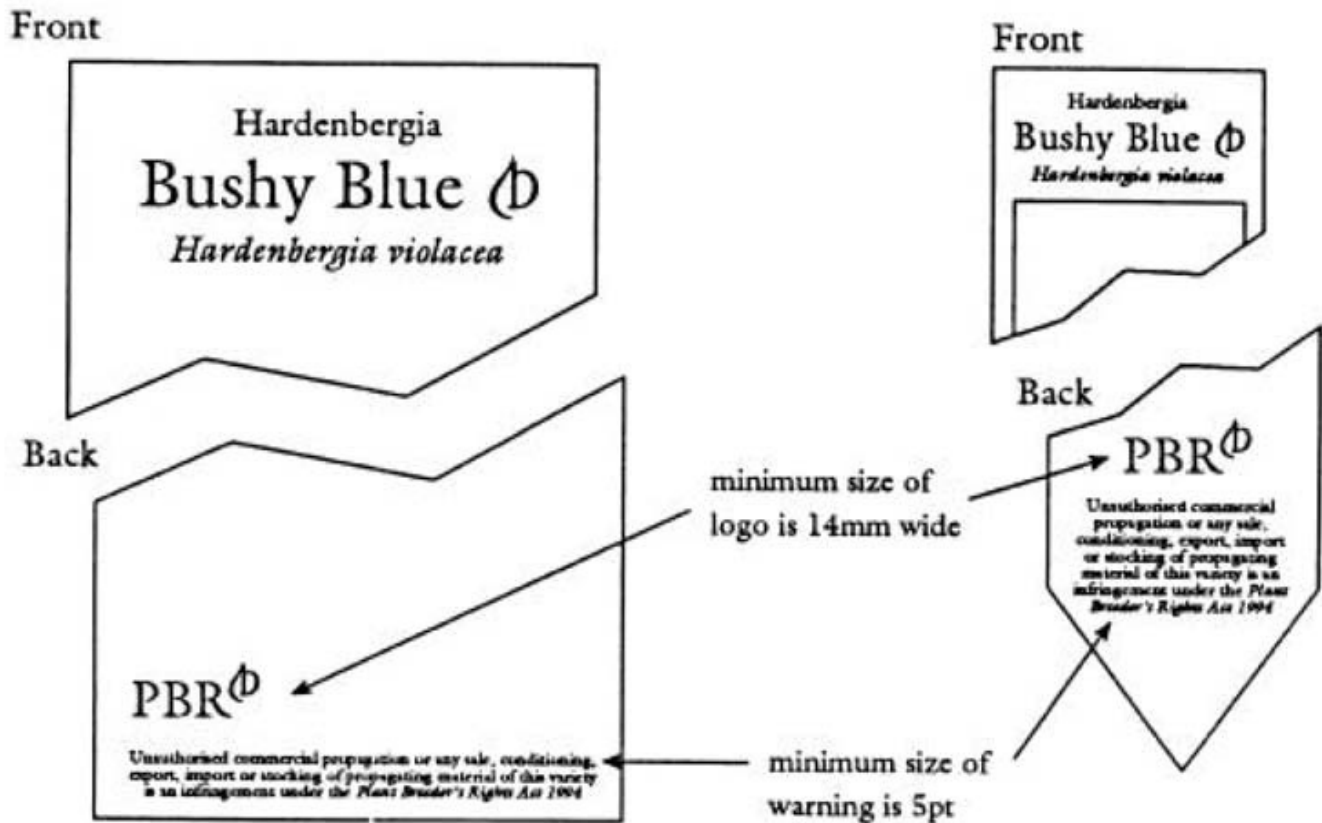 Front
Hardenbergia
Bushy Blue
Hardenbergia violacea
Back
PBR
Unauthorised commercial propagation or any sale, conditioning,
export, import or stocking of propagating material of this variety
is an infringement under the Plant Breeder's Rights Act 1994
minimum size of
logo is 14mm wide
minimum size of
warning is 5pt
Front
Hardenbergia
Bushy Blue
Hardenbergia violacea
Back
PBR
Unauthorised commercial
propagation or any sale,
conditioning, export, import
or stocking of propagating
material of this variety is an
infringement under the Plant
Breeder's Rights Act 1994